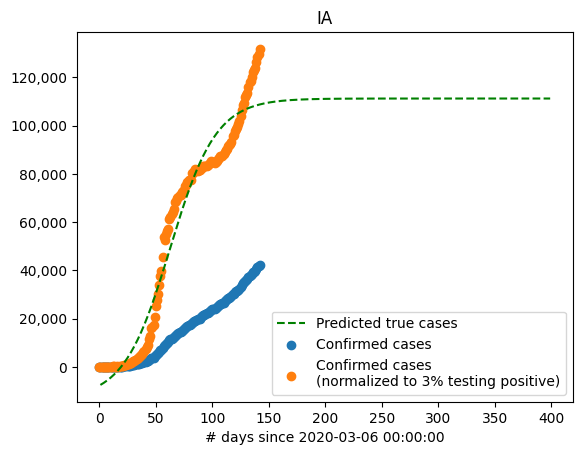 IA
120,000
100,000
80,000
60,000
40,000
20,000
0
0 50 100 150 200 250 300 350 400
# days since 2020-03-06 00:00:00
Predicted true cases
Confirmed cases
Confirmed cases
(normalized to 3% testing positive)